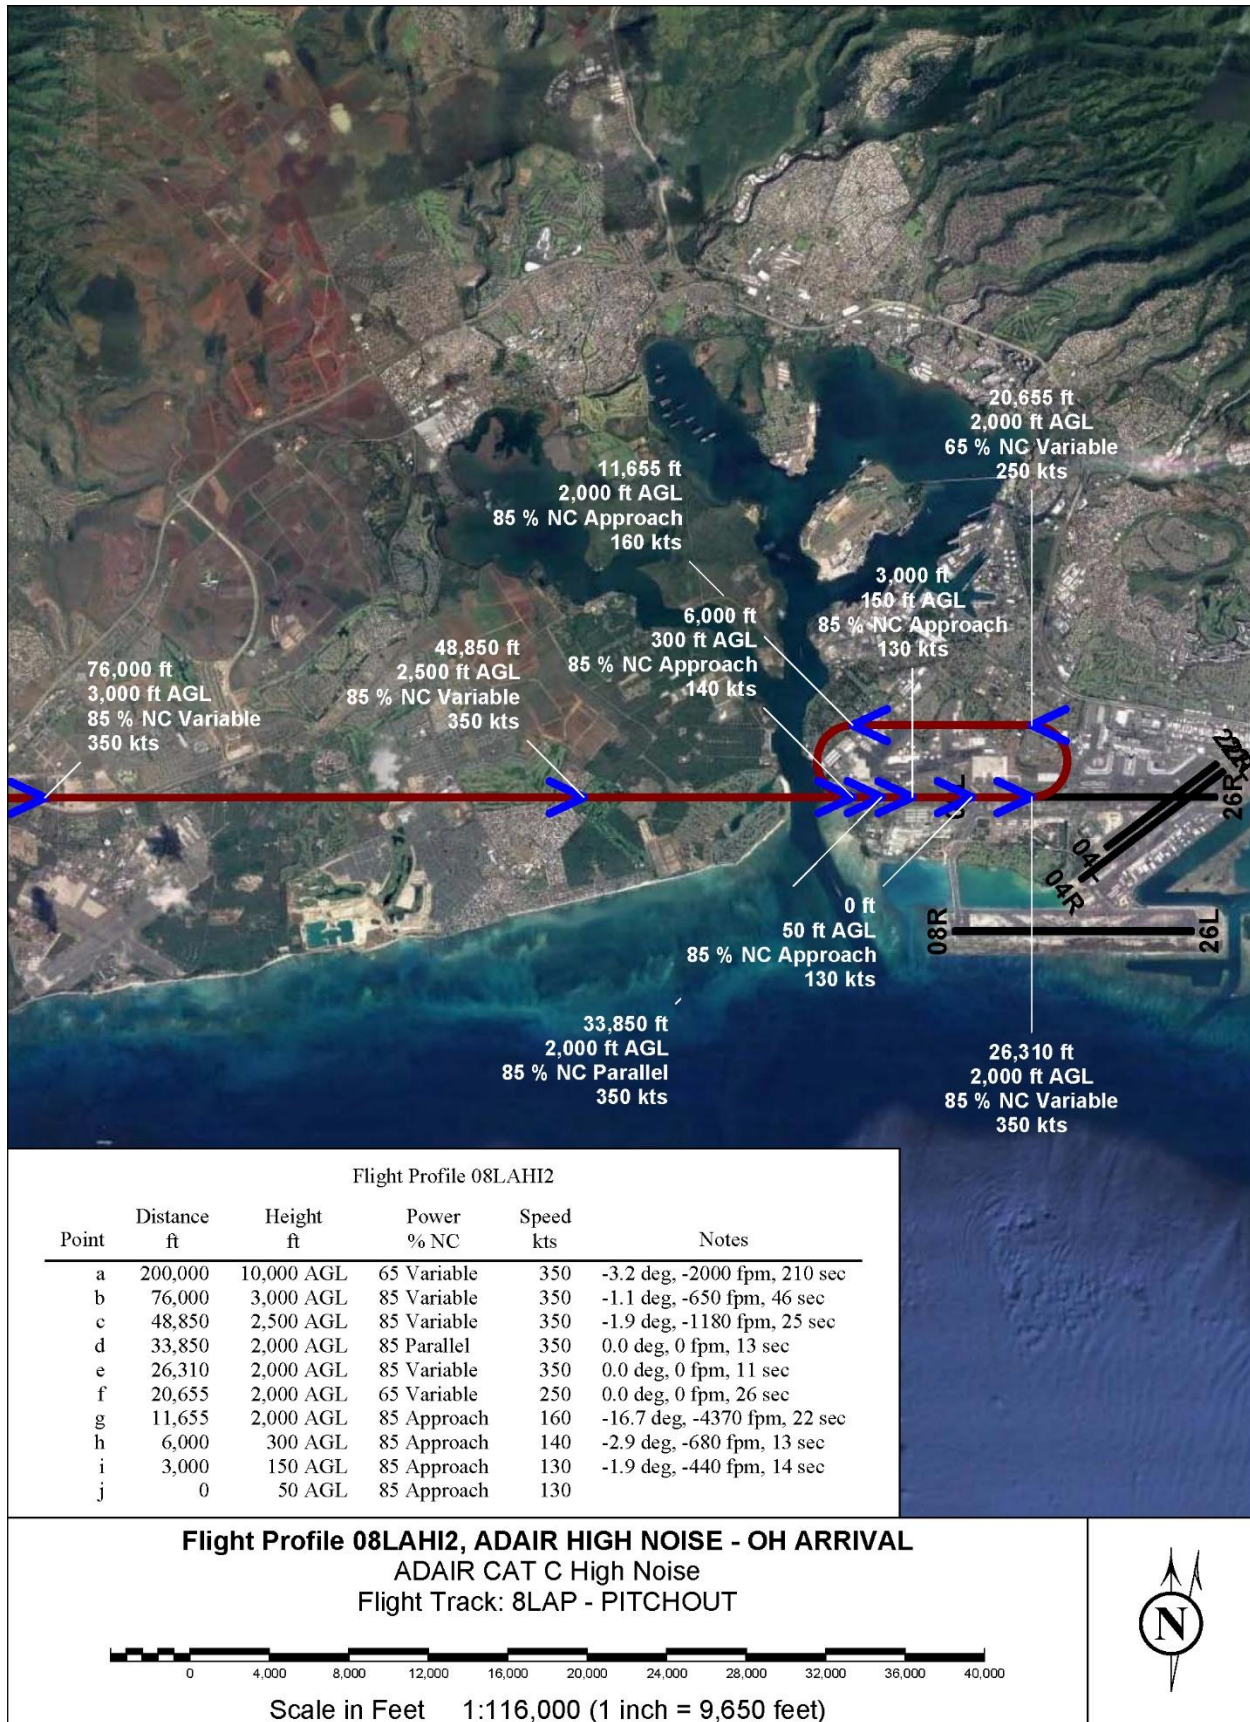 20,655 ft
2,000 ft AGL
65 % NC Variable
250 kts
11,655 ft
2,000 ft AGL
85 % NC Approach
160 kts
3,000 ft
150 ft AGL
85 % NC Approach
130 kts
6,000 ft
300 ft AGL
85 % NC Approach
140 kts
48,850 ft
2,500 ft AGL
85 % NC Variable
350 kts
76,000 ft
3,000 ft AGL
85 % NC Variable
350 kts
26R
04L
04R
08R
26L
0 ft
50 ft AGL
85 % NC Approach
130 kts
33,850 ft
2,000 ft AGL
85 % NC Parallel
350 kts
26,310 ft
2,000 ft AGL
85 % NC Variable
350 kts
Flight Profile 08LAHI2
Point Distance ft Height ft Power % NC Speed kts Notes
a 200,000 10,000 AGL 65 Variable 350 -3.2 deg, -2000 fpm, 210 sec
b 76,000 3,000 AGL 85 Variable 350 -1.1 deg, -650 fpm, 46 sec
c 48,850 2,500 AGL 85 Variable 350 -1.9 deg, -1180 fpm, 25 sec
d 33,850 2,000 AGL 85 Parallel 350 0.0 deg, 0 fpm, 13 sec
e 26,310 2,000 AGL 85 Variable 350 0.0 deg, 0 fpm, 11 sec
f 20,655 2,000 AGL 65 Variable 250 0.0 deg, 0 fpm, 26 sec
g 11,655 2,000 AGL 85 Approach 160 -16.7 deg, -4370 fpm, 22 sec
h 6,000 300 AGL 85 Approach 140 -2.9 deg, -680 fpm, 13 sec
i 3,000 150 AGL 85 Approach 130 -1.9 deg, -440 fpm, 14 sec
j 0 50 AGL 85 Approach 130
Flight Profile 08LAHI2, ADAIR HIGH NOISE - OH ARRIVAL
ADAIR CAT C High Noise
Flight Track: 8LAP - PITCHOUT
0 4,000 8,000 12,000 16,000 20,000 24,000 28,000 32,000 36,000 40,000
Scale in Feet 1:116,000 (1 inch = 9,650 feet)
N